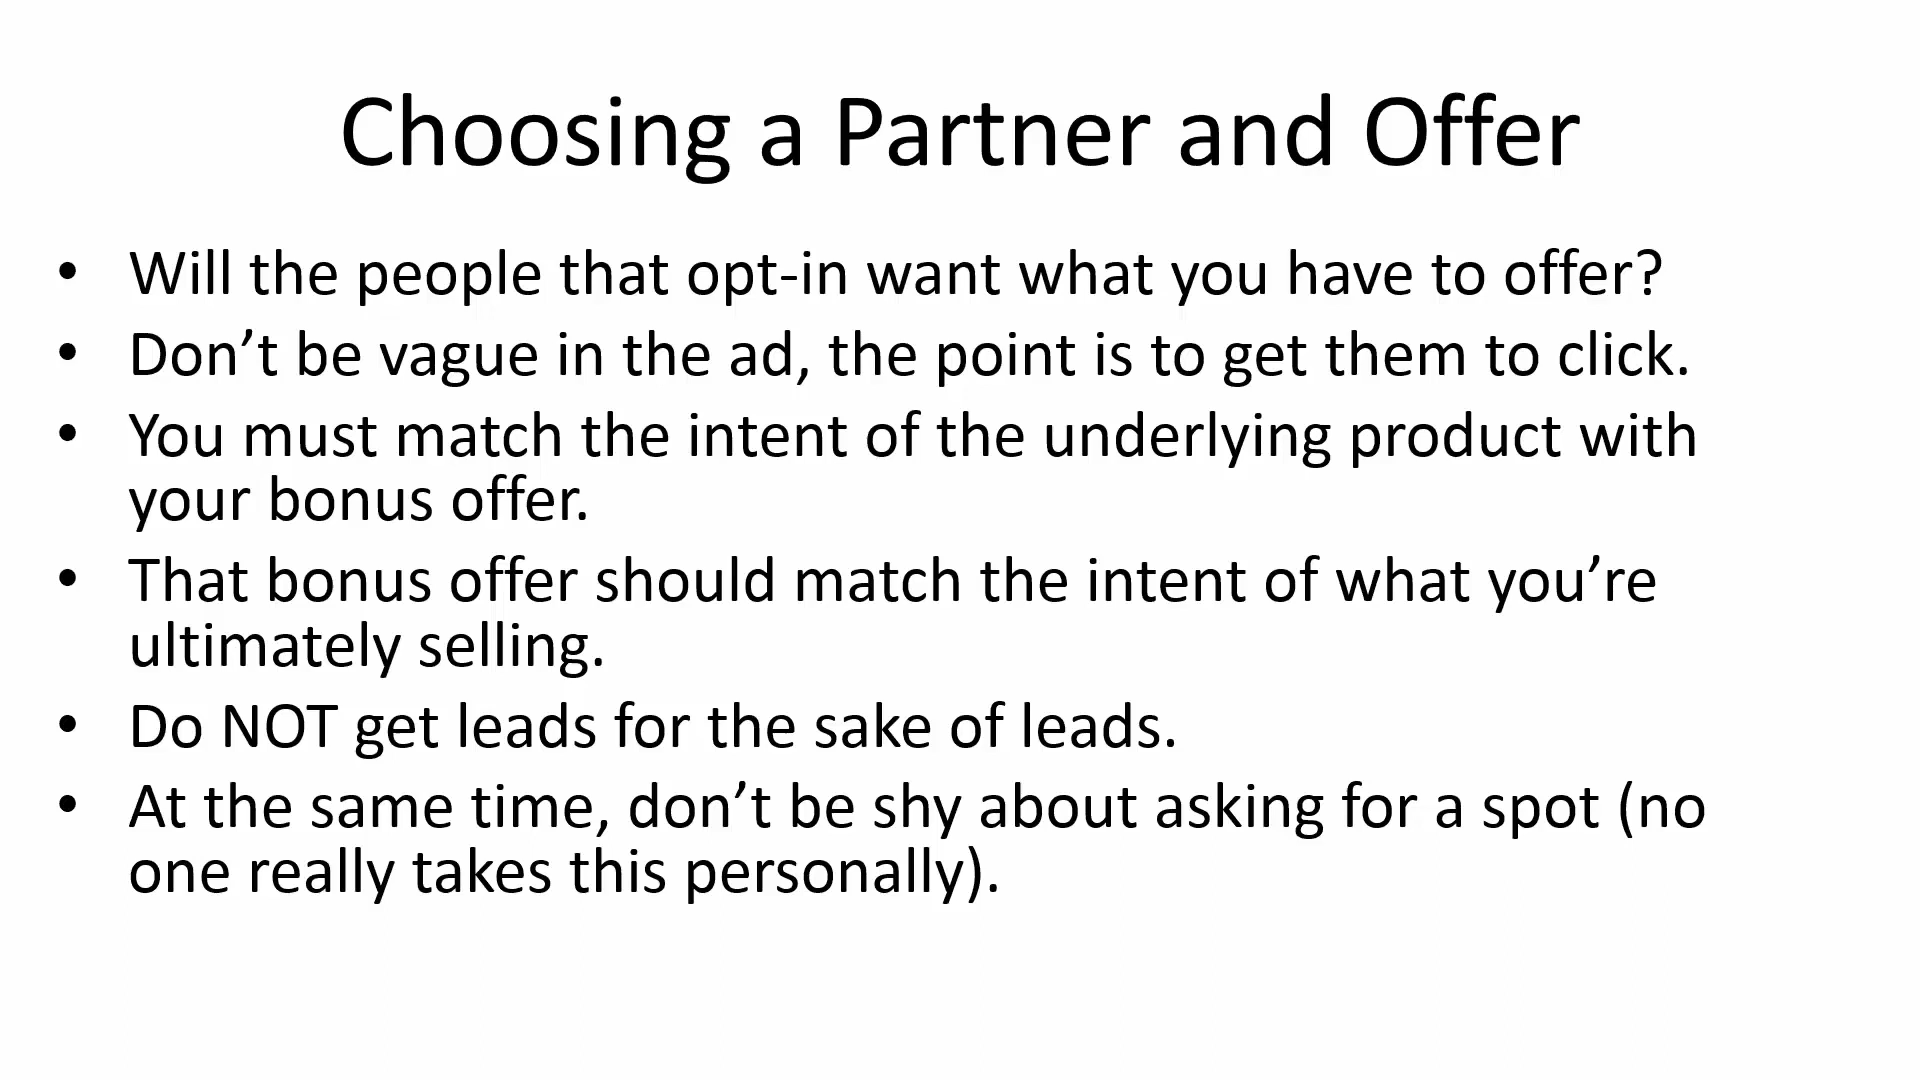 Choosing a Partner and Offer
• Will the people that opt-in want what you have to offer?
• Don’t be vague in the ad, the point is to get them to click.
• You must match the intent of the underlying product with
your bonus offer.
• That bonus offer should match the intent of what you’re
ultimately selling.
• Do NOT get leads for the sake of leads.
• At the same time, don’t be shy about asking for a spot (no
one really takes this personally).